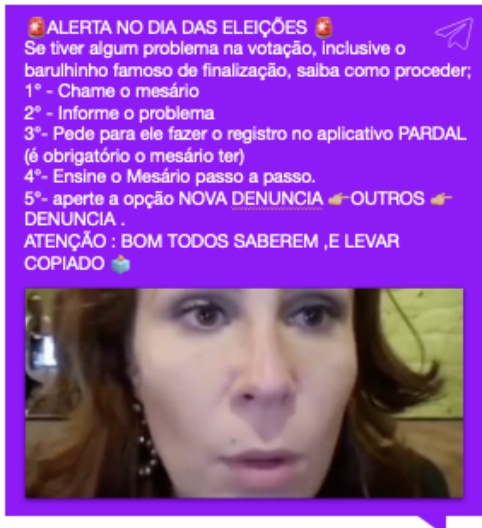 🚨ALERTA NO DIA DAS ELEIÇÕES 🚨
Se tiver algum problema na votação, inclusive o
barulhinho famoso de finalização, saiba como proceder;
1° - Chame o mesário
2° - Informe o problema
3°- Pede para ele fazer o registro no aplicativo PARDAL
(é obrigatório o mesário ter)
4°- Ensine o Mesário passo a passo.
5°- aperte a opção NOVA DENUNCIA 👉OUTROS 👉
DENUNCIA .
ATENÇÃO : BOM TODOS SABEREM ,E LEVAR
COPIADO 🗳